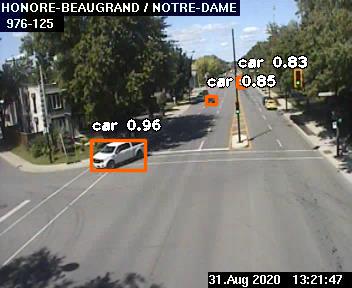 HONORE-BEAUGRAND / NOTRE-DAME
976-125
car 0.83
car 0.85
car 0.96
31.Aug 2020 13:21:47